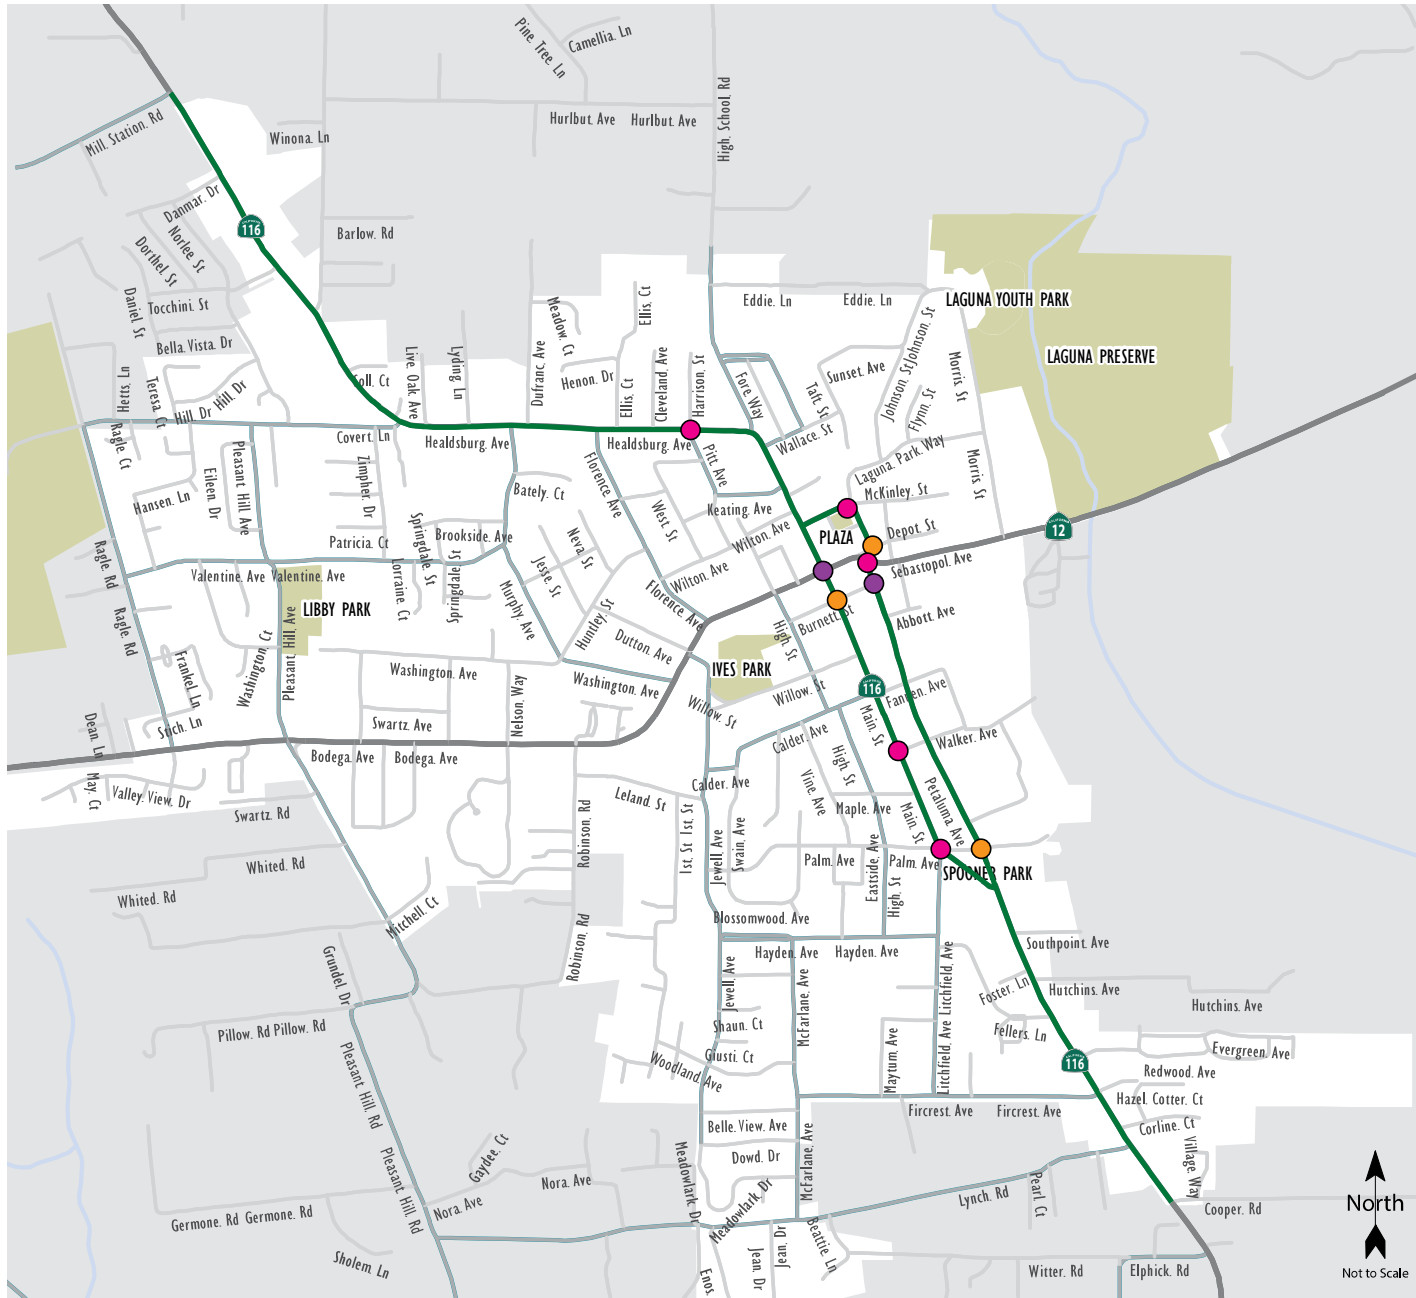 Pine. Tree. Ln
Camellia. Ln
High. School. Rd
Hurlbut. Ave
Hurlbut. Ave
Mill. Station. Rd
Winona. Ln
Danmar. Dr
CALIFORNIA
116
Barlow. Rd
Norlee. St
Dorthel. St
Daniel. St
Tocchini. St
Bella. Vista. Dr
Eddie. Ln
Eddie. Ln
LAGUNA YOUTH PARK
LAGUNA PRESERVE
Ellis. Ct
Meadow. Ct
Dufranc. Ave
Henon. Dr
Ellis. Ct
Cleveland. Ave
Harrison. St
Live. Oak. Ave
Lyding. Ln
Fore. Way
Taft. St
Sunset. Ave
Johnson. St
Johnson. St
Flynn. St
Morris. St
Morris. St
Hetts. Ln
Teresa. Ct
Hill. Dr
Hill. Dr
Ragle. Ct
Covert. Ln
Healdsburg. Ave
Healdsburg. Ave
Pitt. Ave
Wallace. St
Laguna. Park. Way
McKinley. St
Hansen. Ln
Eileen. Dr
Pleasant. Hill. Ave
Zimpher. Dr
Bately. Ct
Florence. Ave
West. St
Keating. Ave
Wilton. Ave
Wilton. Ave
PLAZA
Depot. St
CALIFORNIA
12
Sebastopol. Ave
Springdale. St
Springdale. St
Brookside. Ave
Patricia. Ct
Lorraine. Ct
Neva. St
Jesse. St
Murphy. Ave
Huntley. St
Florence. Ave
Dutton. Ave
Ragle. Rd
Ragle. Rd
Valentine. Ave
Valentine. Ave
LIBBY PARK
Pleasant. Hill. Ave
Burnett. St
Abbott. Ave
High. St
IVES PARK
Washington. Ct
Washington. Ave
Washington. Ave
Frankel. Ln
Stich. Ln
Dean. Ln
Nelson. Way
Swartz. Ave
Willow. St
Willow. St
CALIFORNIA
116
Main. St
Walker. Ave
Bodega. Ave
Bodega. Ave
Calder. Ave
Calder. Ave
High. St
Vine. Ave
Maple. Ave
Main. St
Petaluma. Ave
May. Ct
Valley. View. Dr
Swartz. Rd
Leland. St
Robinson. Rd
1st. St
1st. St
Jewell. Ave
Swain. Ave
Palm. Ave
Palm. Ave
Eastside. Ave
High. St
SPOONER PARK
Whited. Rd
Whited. Rd
Mitchell. Ct
Robinson. Rd
Blossomwood. Ave
Hayden. Ave
Hayden. Ave
Southpoint. Ave
Grundel. Dr
Jewell. Ave
McFarlane. Ave
Litchfield. Ave
Litchfield. Ave
Foster. Ln
Hutchins. Ave
Hutchins. Ave
Fellers. Ln
Pillow. Rd
Pillow. Rd
Pleasant. Hill. Rd
Pleasant. Hill. Rd
Shaun. Ct
Giusti. Ct
Woodland. Ave
Maytum. Ave
CALIFORNIA
116
Evergreen. Ave
Redwood. Ave
Hazel. Cotter. Ct
Corline. Ct
Village. Way
Fircrest. Ave
Fircrest. Ave
Belle. View. Ave
Dowd. Dr
Meadowlark. Dr
Meadowlark. Dr
McFarlane. Ave
Gaydee. Ct
Nora. Ave
Nora. Ave
Germone. Rd
Germone. Rd
Sholem. Ln
Lynch. Rd
Pearl. Ct
Cooper. Rd
Beattie. Ln
Jean. Dr
Jean. Dr
Enos.
Witter. Rd
Elphick. Rd
North
Not to Scale